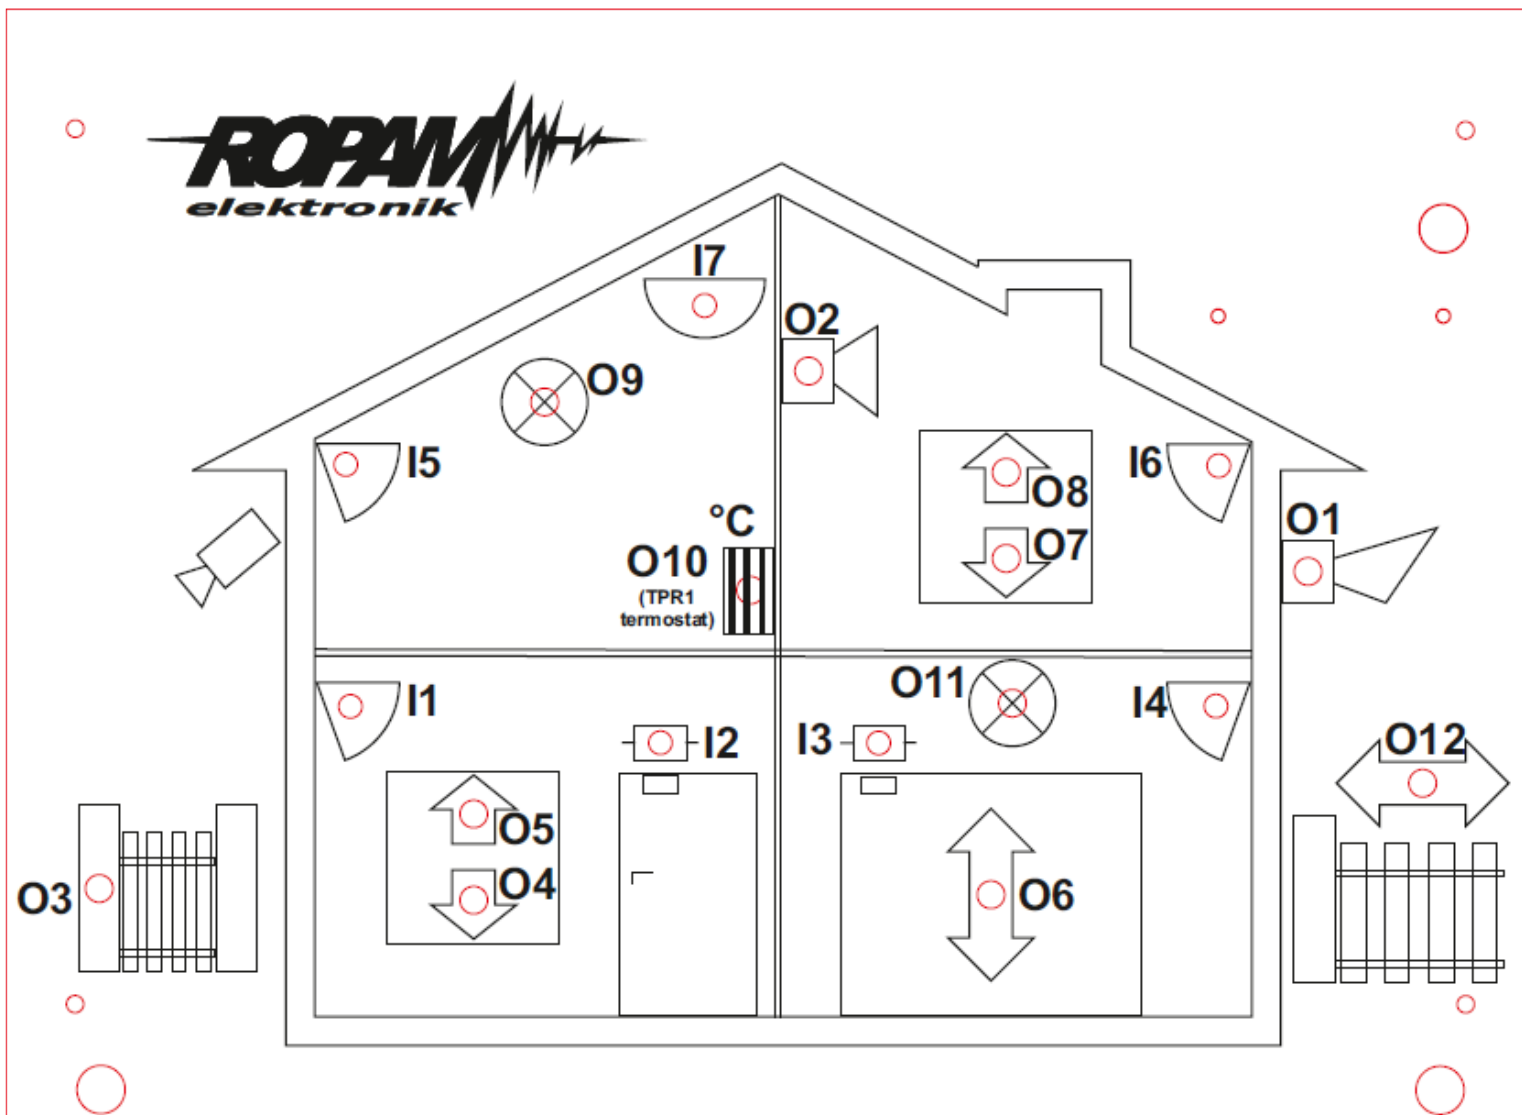 ROPAM
elektronik
I7
O2
O9
I5
O8
I6
°C
O7
O1
O10
(TPR1
termostat)
I1
O11
I4
I2
I3
O12
O5
O4
O3
O6